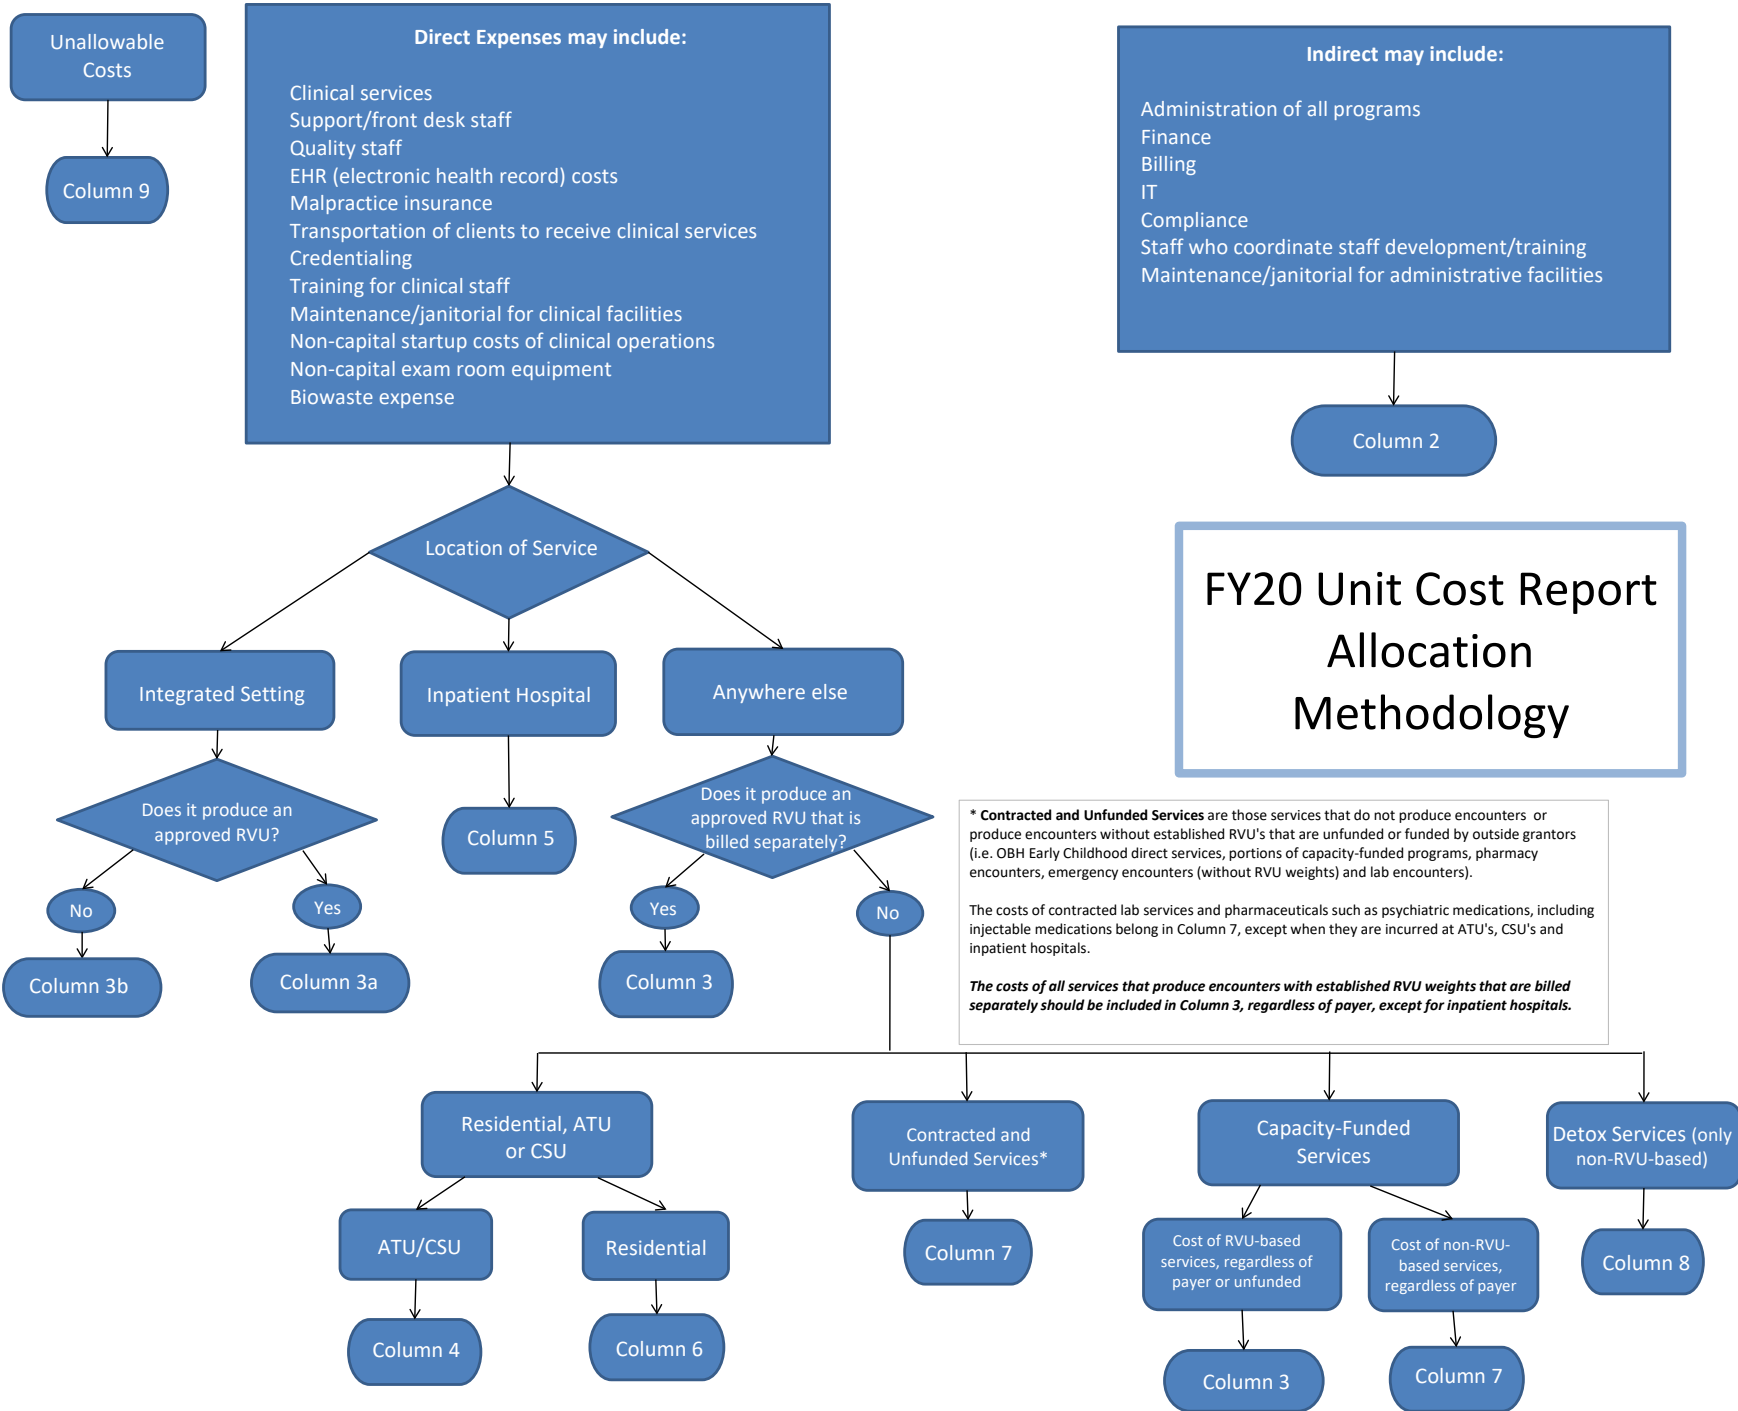 Unallowable
Costs
Column 9
Direct Expenses may include:
Clinical services
Support/front desk staff
Quality staff
EHR (electronic health record) costs
Malpractice insurance
Transportation of clients to receive clinical services
Credentialing
Training for clinical staff
Maintenance/janitorial for clinical facilities
Non-capital startup costs of clinical operations
Non-capital exam room equipment
Biowaste expense
Indirect may include:
Administration of all programs
Finance
Billing
IT
Compliance
Staff who coordinate staff development/training
Maintenance/janitorial for administrative facilities
Column 2
FY20 Unit Cost Report
Allocation
Methodology
Location of Service
Integrated Setting
Inpatient Hospital
Anywhere else
Does it produce an
approved RVU?
Column 5
Does it produce an
approved RVU that is
billed separately?
No
Yes
Yes
No
Column 3b
Column 3a
Column 3
* Contracted and Unfunded Services are those services that do not produce encounters or
produce encounters without established RVU's that are unfunded or funded by outside grantors
(i.e. OBH Early Childhood direct services, portions of capacity-funded programs, pharmacy
encounters, emergency encounters (without RVU weights) and lab encounters).
The costs of contracted lab services and pharmaceuticals such as psychiatric medications, including
injectable medications belong in Column 7, except when they are incurred at ATU's, CSU's and
inpatient hospitals.
The costs of all services that produce encounters with established RVU weights that are billed
separately should be included in Column 3, regardless of payer, except for inpatient hospitals.
Residential, ATU
or CSU
Contracted and
Unfunded Services*
Capacity-Funded
Services
Detox Services (only
non-RVU-based)
ATU/CSU
Residential
Column 7
Cost of RVU-based
services, regardless of
payer or unfunded
Cost of non-RVU-
based services,
regardless of payer
Column 8
Column 4
Column 6
Column 3
Column 7